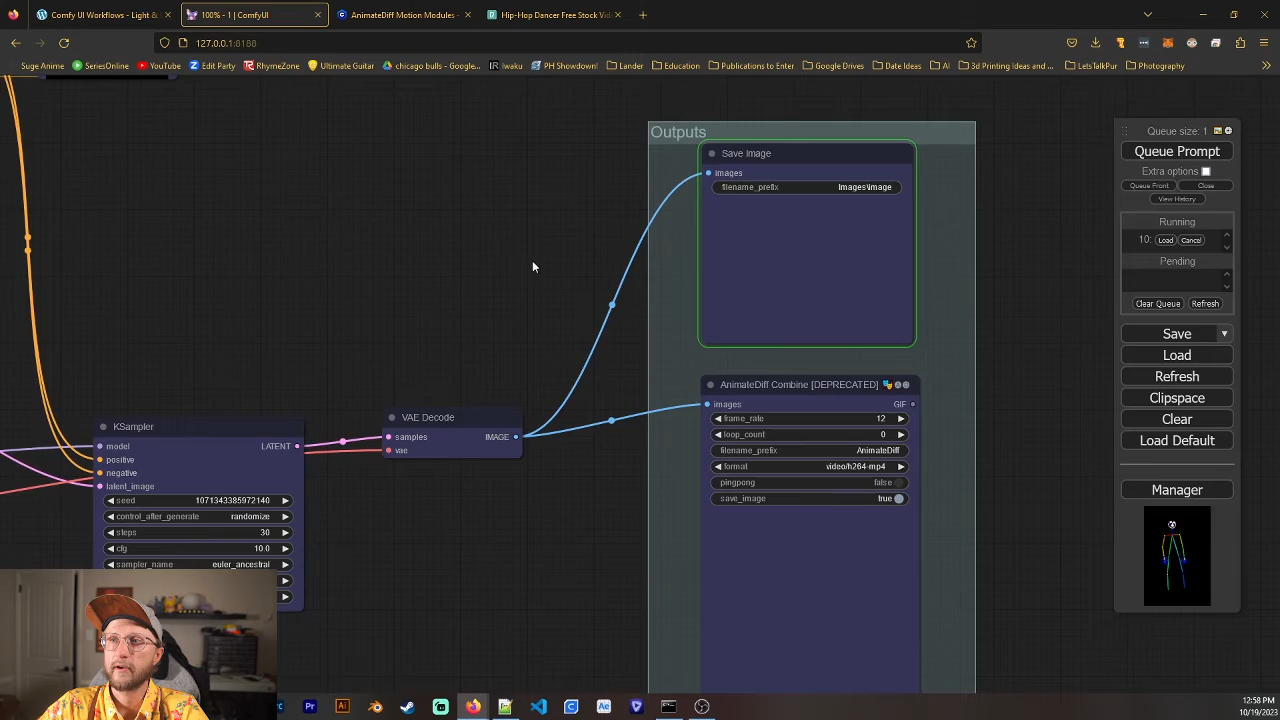 Comfy UI Workflows - Light &
100% - 1 | ComfyUI
AnimateDiff Motion Modules -
Hip-Hop Dancer Free Stock Vid
127.0.0.1:8188
Suge Anime
SeriesOnline
YouTube
Edit Party
RhymeZone
Ultimate Guitar
chicago bulls - Google...
Iwaku
PH Showdown!
Lander
Education
Publications to Enter
Google Drives
Date Ideas
AI
3d Printing Ideas and ...
LetsTalkPur
Photography
Outputs
Save Image
images
filename_prefix Images\image
AnimateDiff Combine [DEPRECATED]
images GIF
frame_rate 12
loop_count 0
filename_prefix AnimateDiff
format video/h264-mp4
pingpong false
save_image true
KSampler
model LATENT
positive
negative
latent_image
seed 1071343385972140
control_after_generate randomize
steps 30
cfg 10.0
sampler_name euler_ancestral
VAE Decode
samples IMAGE
vae
Queue size: 1
Queue Prompt
Extra options
Queue Front Close
View History
Running
10: Load Cancel
Pending
Clear Queue Refresh
Save
Load
Refresh
Clipspace
Clear
Load Default
Manager
Pr
Ai
Ae
12:58 PM
10/19/2023